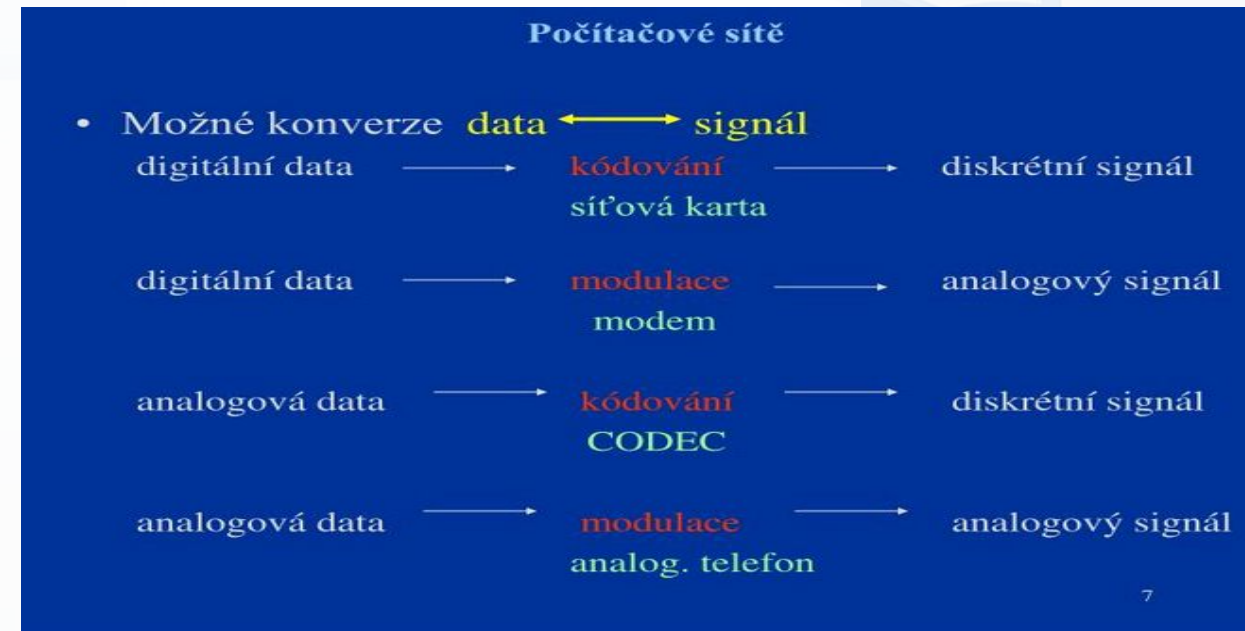 Počítačové sítě
• Možné konverze data ⟷ signál
digitální data → kódování → diskrétní signál
síťová karta
digitální data → modulace → analogový signál
modem
analogová data → kódování → diskrétní signál
CODEC
analogová data → modulace → analogový signál
analog. telefon
7